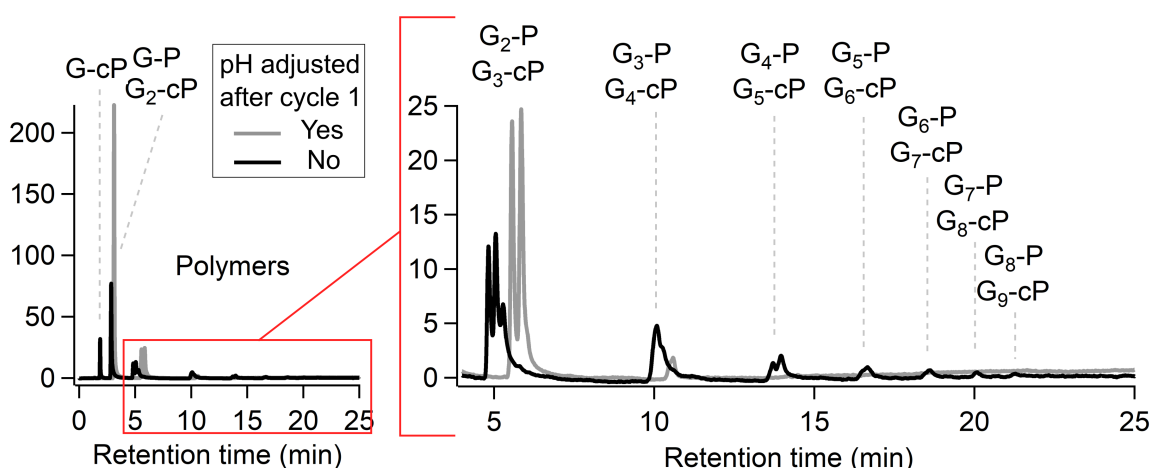 G-cP
G-P
G₂-cP
pH adjusted
after cycle 1
Yes
No
200
150
100
50
0
Polymers
0
5
10
15
20
25
Retention time (min)
G₂-P
G₃-cP
G₃-P
G₄-cP
G₄-P
G₅-cP
G₅-P
G₆-cP
G₆-P
G₇-cP
G₇-P
G₈-cP
G₈-P
G₉-cP
25
20
15
10
5
0
5
10
15
20
25
Retention time (min)